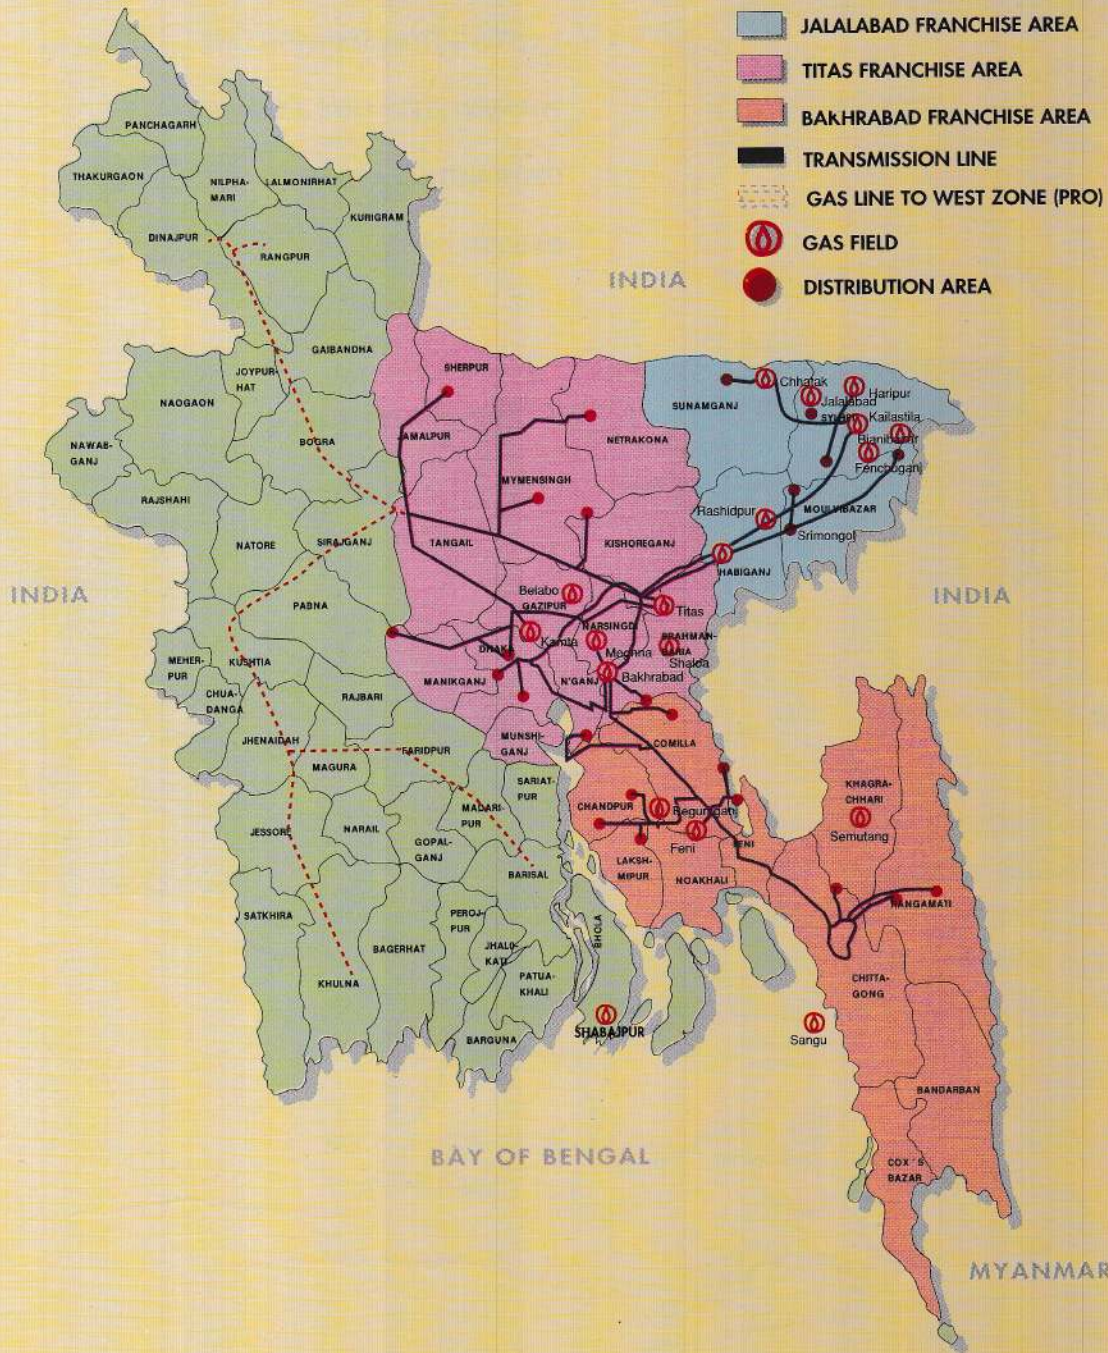 JALALABAD FRANCHISE AREA
TITAS FRANCHISE AREA
BAKHRABAD FRANCHISE AREA
TRANSMISSION LINE
GAS LINE TO WEST ZONE (PRO)
GAS FIELD
DISTRIBUTION AREA
PANCHAGARH
THAKURGAON
NILPHA-
MARI
LALMONIRHAT
KURIGRAM
DINAJPUR
RANGPUR
INDIA
GAIBANDHA
JOYPUR-
HAT
SHERPUR
NAOGAON
SUNAMGANJ
Chhatak
Jalalabad
Haripur
SYLHET
Kailastila
Bianibazar
Fenchuganj
NAWAB-
GANJ
BOGRA
JAMALPUR
NETRAKONA
RAJSHAHI
MYMENSINGH
Rashidpur
MOULVIBAZAR
Srimongol
NATORE
SIRAJGANJ
TANGAIL
KISHOREGANJ
HABIGANJ
INDIA
INDIA
PABNA
Belabo
GAZIPUR
Titas
NARSINGDI
BRAHMAN-
BARIA
Shalda
Kamta
DHAKA
Meghna
Bakhrabad
MEHER-
PUR
KUSHTIA
CHUA-
DANGA
RAJBARI
MANIKGANJ
N'GANJ
JHENAIDAH
FARIDPUR
MUNSHI-
GANJ
COMILLA
MAGURA
SARIAT-
PUR
KHAGRA-
CHHARI
Semutang
CHANDPUR
Begumganj
MADARI-
PUR
JESSORE
NARAIL
GOPAL-
GANJ
Feni
FENI
BARISAL
LAKSH-
MIPUR
NOAKHALI
RANGAMATI
SATKHIRA
PEROJ-
PUR
BHOLA
BAGERHAT
JHALO-
KATI
PATUA-
KHALI
KHULNA
CHITTA-
GONG
SHABAJPUR
BARGUNA
Sangu
BANDARBAN
BAY OF BENGAL
COX'S
BAZAR
MYANMAR